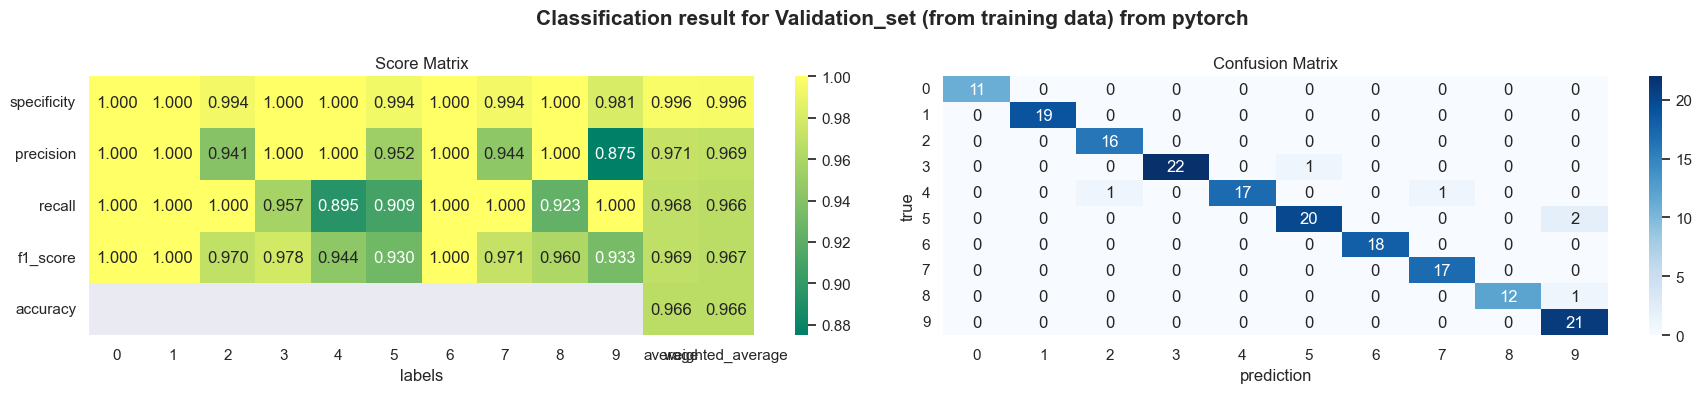 Classification result for Validation_set (from training data) from pytorch
Score Matrix
specificity 1.000 1.000 0.994 1.000 1.000 0.994 1.000 0.994 1.000 0.981 0.996 0.996
precision 1.000 1.000 0.941 1.000 1.000 0.952 1.000 0.944 1.000 0.875 0.971 0.969
recall 1.000 1.000 1.000 0.957 0.895 0.909 1.000 1.000 0.923 1.000 0.968 0.966
f1_score 1.000 1.000 0.970 0.978 0.944 0.930 1.000 0.971 0.960 0.933 0.969 0.967
accuracy 0.966 0.966
0 1 2 3 4 5 6 7 8 9 average weighted_average
labels
1.00
0.98
0.96
0.94
0.92
0.90
0.88
Confusion Matrix
true
0 11 0 0 0 0 0 0 0 0 0
1 0 19 0 0 0 0 0 0 0 0
2 0 0 16 0 0 0 0 0 0 0
3 0 0 0 22 0 1 0 0 0 0
4 0 0 1 0 17 0 0 1 0 0
5 0 0 0 0 0 20 0 0 0 2
6 0 0 0 0 0 0 18 0 0 0
7 0 0 0 0 0 0 0 17 0 0
8 0 0 0 0 0 0 0 0 12 1
9 0 0 0 0 0 0 0 0 0 21
0 1 2 3 4 5 6 7 8 9
prediction
20
15
10
5
0